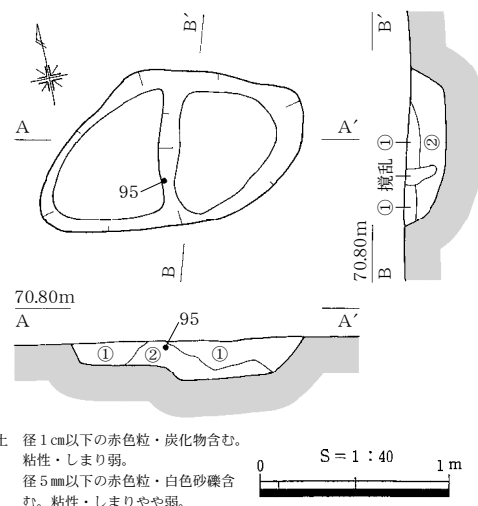 B´
B´
A
A´
①
②
攪乱
①
95
B
70.80m
B
70.80m
A
95
A´
①
②
①
土 径1㎝以下の赤色粒・炭化物含む。
粘性・しまり弱。
径5㎜以下の赤色粒・白色砂礫含
む。粘性・しまりやや弱。
S=1:40
0
1m